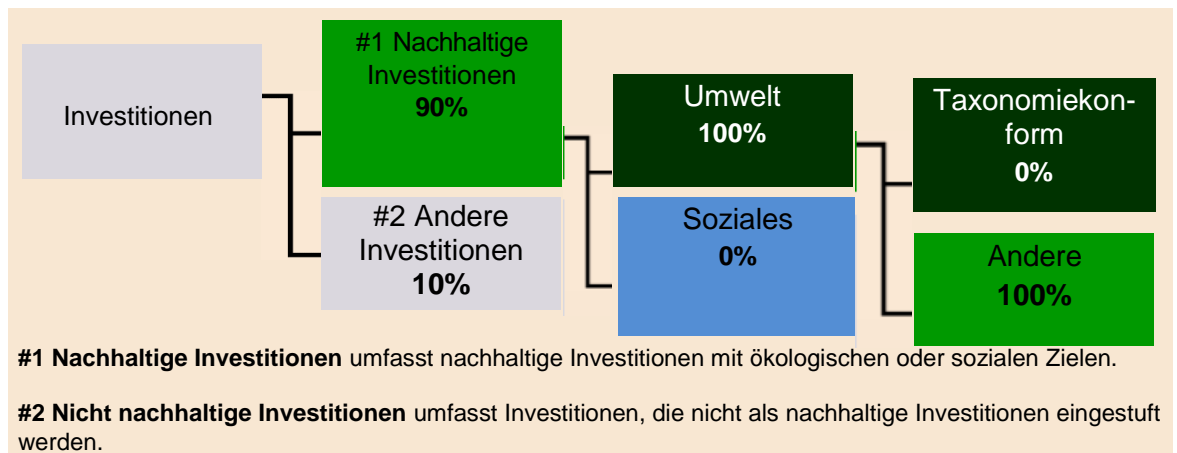 Investitionen
#1 Nachhaltige
Investitionen
90%
#2 Andere
Investitionen
10%
Umwelt
100%
Soziales
0%
Taxonomiekon-
form
0%
Andere
100%
#1 Nachhaltige Investitionen umfasst nachhaltige Investitionen mit ökologischen oder sozialen Zielen.
#2 Nicht nachhaltige Investitionen umfasst Investitionen, die nicht als nachhaltige Investitionen eingestuft
werden.